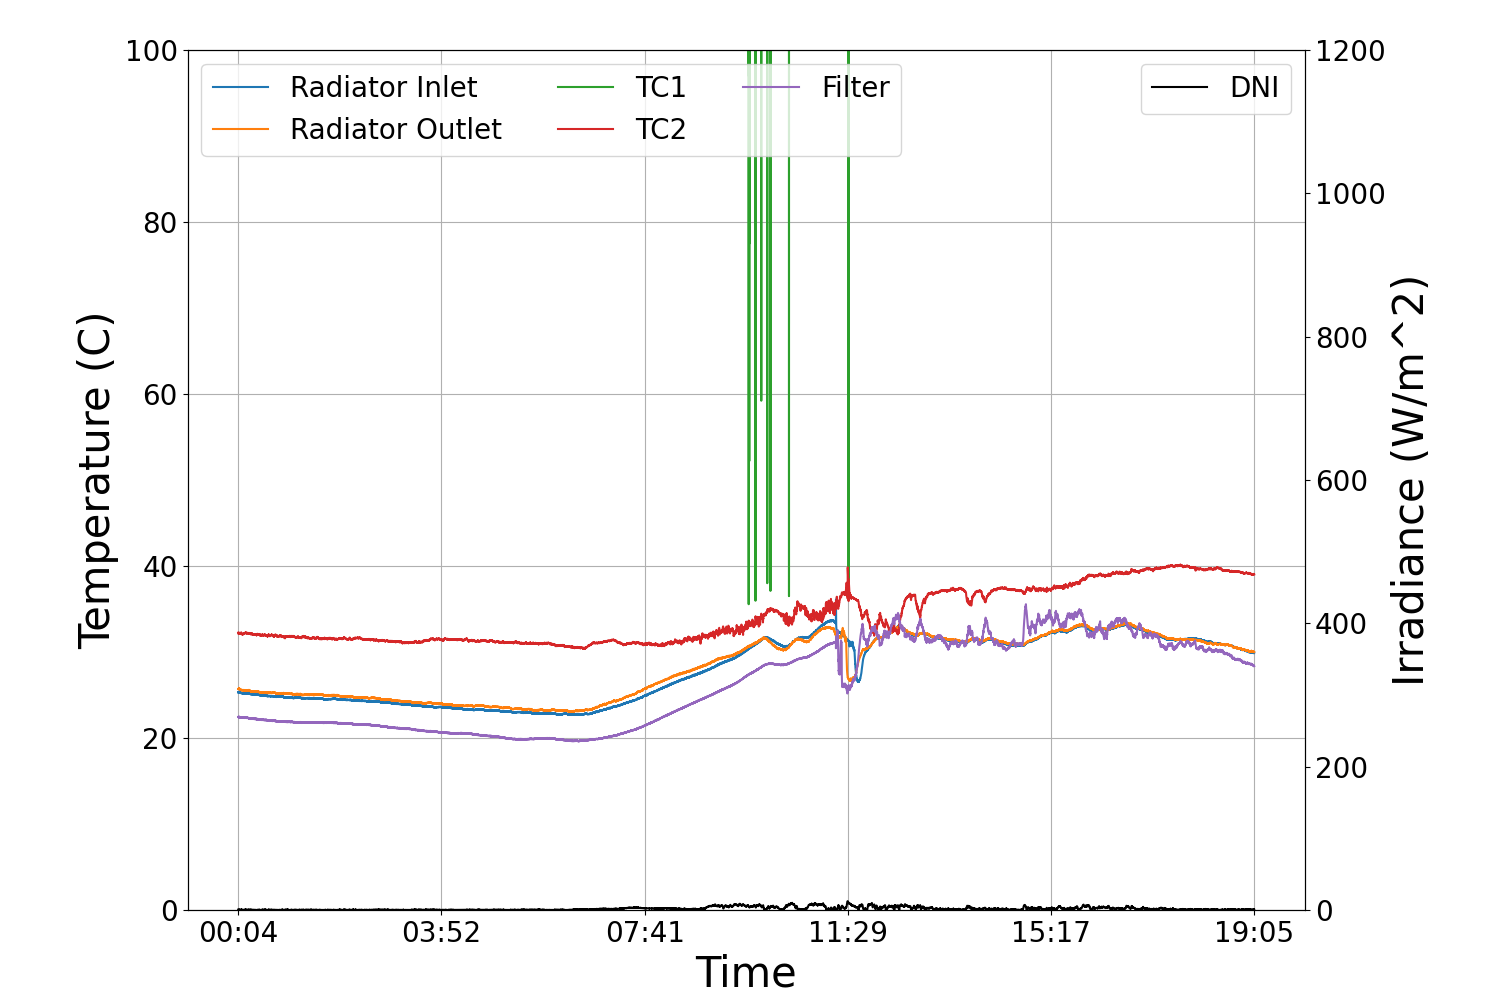 100
80
60
40
20
0
Temperature (C)
Radiator Inlet
Radiator Outlet
TC1
TC2
Filter
DNI
1200
1000
800
600
400
200
0
Irradiance (W/m^2)
00:04 03:52 07:41 11:29 15:17 19:05
Time